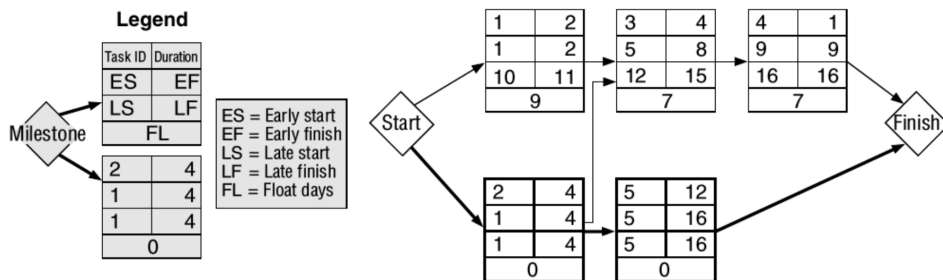 Legend
Task ID Duration
ES EF
LS LF
FL
Milestone
2 4
1 4
1 4
0
ES = Early start
EF = Early finish
LS = Late start
LF = Late finish
FL = Float days
Start
1 2
1 2
10 11
9
3 4
5 8
12 15
7
4 1
9 9
16 16
7
2 4
1 4
1 4
0
5 12
5 16
5 16
0
Finish